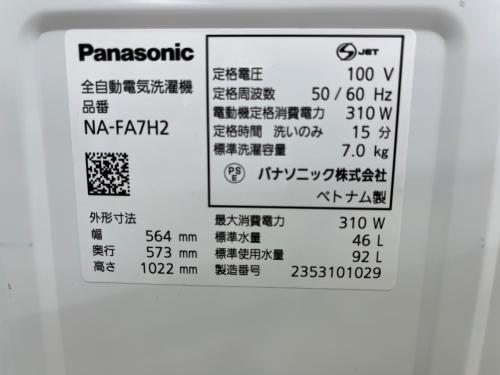 Panasonic
全自動電気洗濯機
品番
NA-FA7H2
外形寸法
幅 564 mm
奥行 573 mm
高さ 1022 mm
S JET
定格電圧 100 V
定格周波数 50 / 60 Hz
電動機定格消費電力 310 W
定格時間 洗いのみ 15 分
標準洗濯容量 7.0 kg
PS E パナソニック株式会社
ベトナム製
最大消費電力 310 W
標準水量 46 L
標準使用水量 92 L
製造番号 2353101029